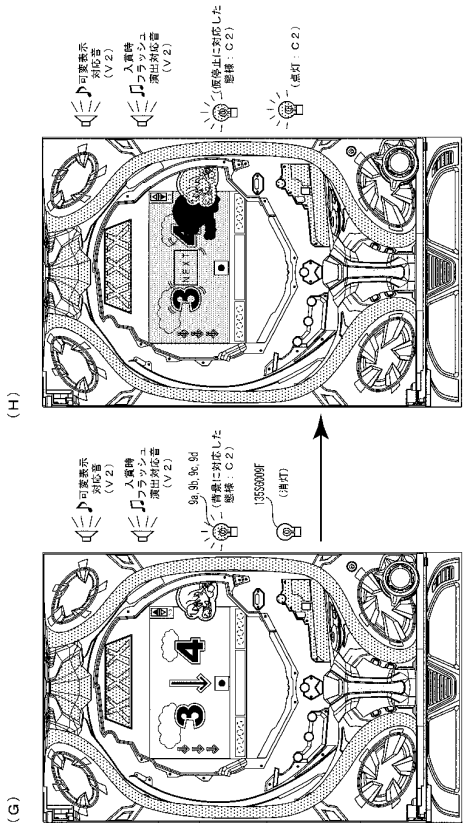 (G)
可変表示
対応音
(V2)
入賞時
フラッシュ
演出対応音
(V2)
9a,9b,9c,9d
(背景に対応した
態様:C2)
135SG009F
(消灯)
3
4
(H)
可変表示
対応音
(V2)
入賞時
フラッシュ
演出対応音
(V2)
(仮停止に対応した
態様:C2)
(点灯:C2)
3
NEXT
4